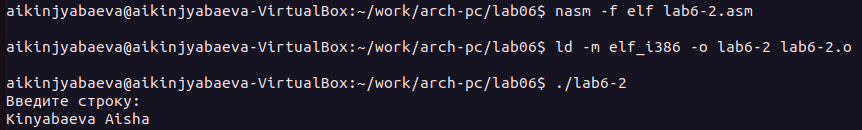 aikinjyabaeva@aikinjyabaeva-VirtualBox:~/work/arch-pc/lab06$ nasm -f elf lab6-2.asm
aikinjyabaeva@aikinjyabaeva-VirtualBox:~/work/arch-pc/lab06$ ld -m elf_i386 -o lab6-2 lab6-2.o
aikinjyabaeva@aikinjyabaeva-VirtualBox:~/work/arch-pc/lab06$ ./lab6-2
Введите строку:
Kinyabaeva Aisha